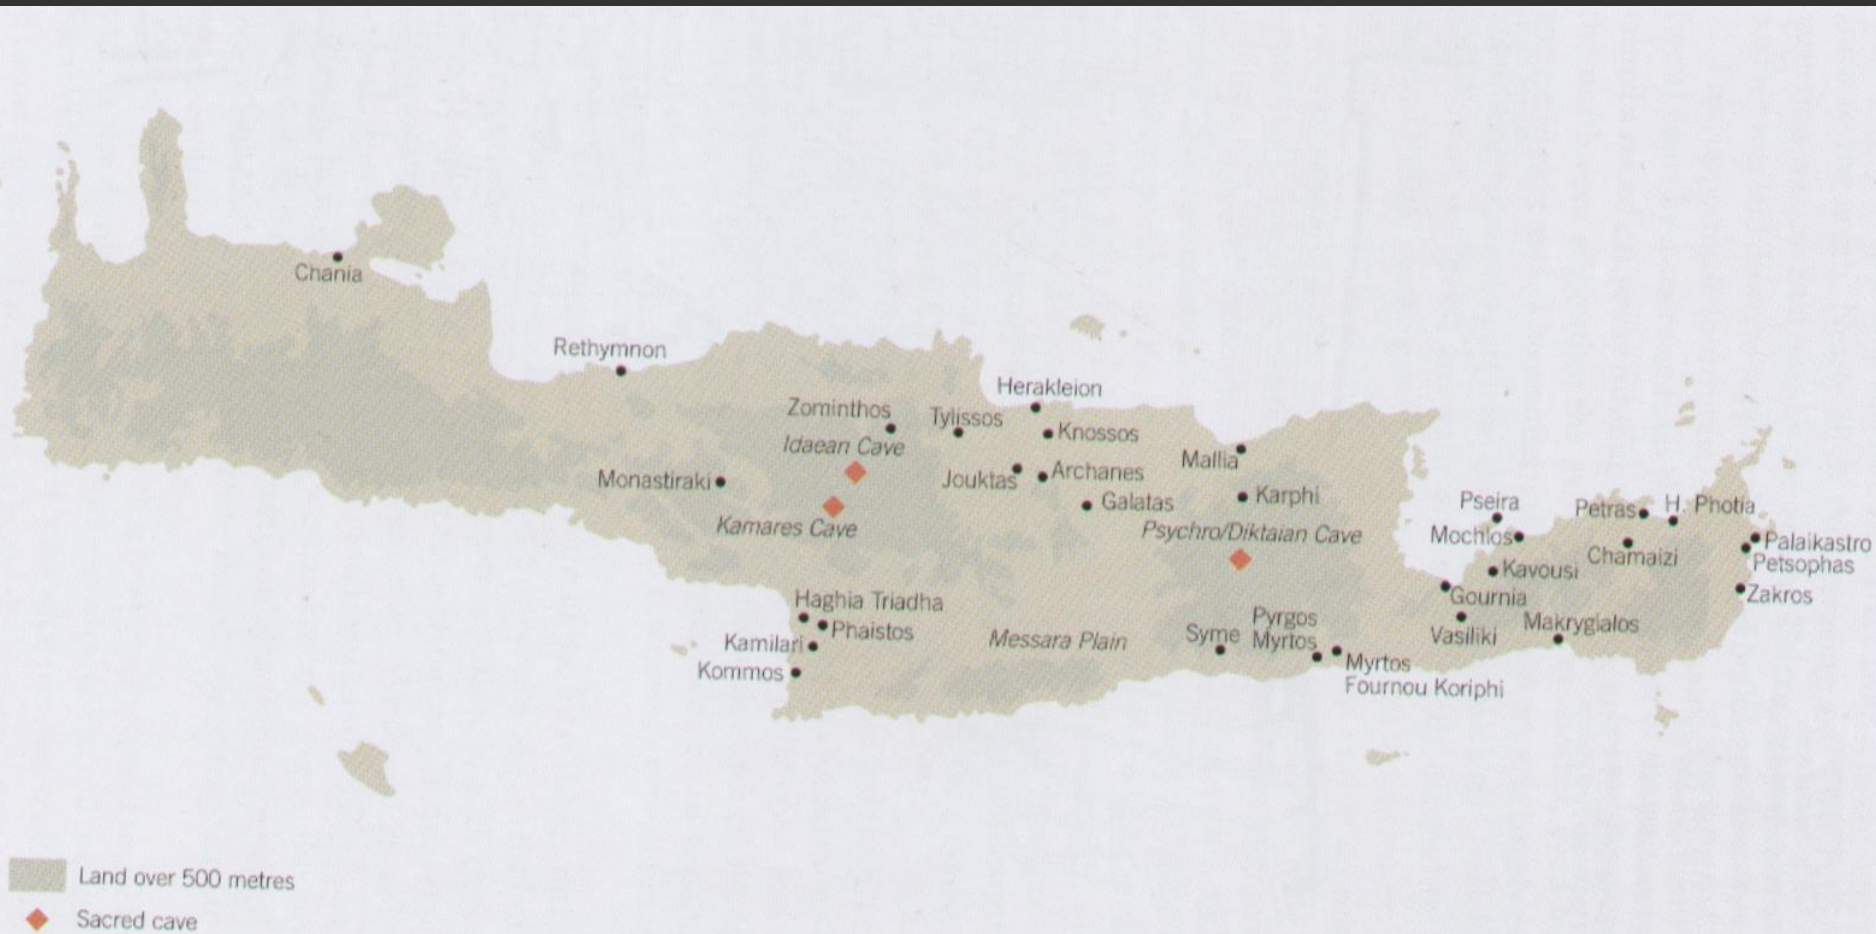 Chania
Rethymnon
Herakleion
Zominthos
Tylissos
Knossos
Idaean Cave
Mallia
Monastiraki
Jouktas
Archanes
Karphi
Galatas
Kamares Cave
Psychro/Diktaian Cave
Pseira
Petras
H. Photia
Mochlos
Chamaizi
Palaikastro
Petsophas
Kavousi
Zakros
Gournia
Haghia Triadha
Phaistos
Kamilari
Kommos
Messara Plain
Syme
Pyrgos
Myrtos
Vasiliki
Makrygialos
Myrtos
Fournou Koriphi
Land over 500 metres
Sacred cave